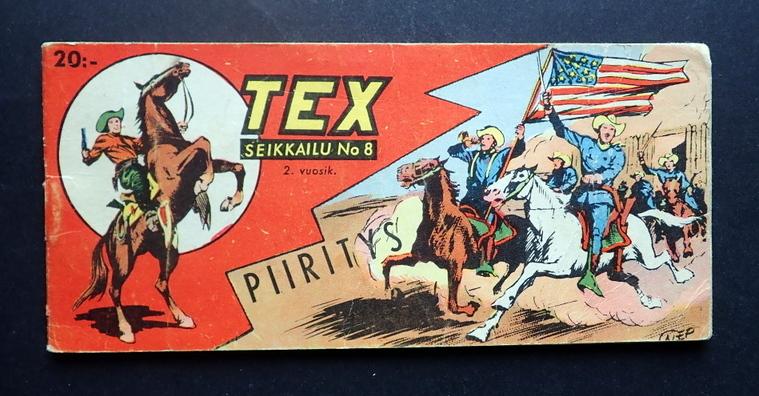 20:-
TEX
SEIKKAILU No 8
2. vuosik.
PIIRITYS